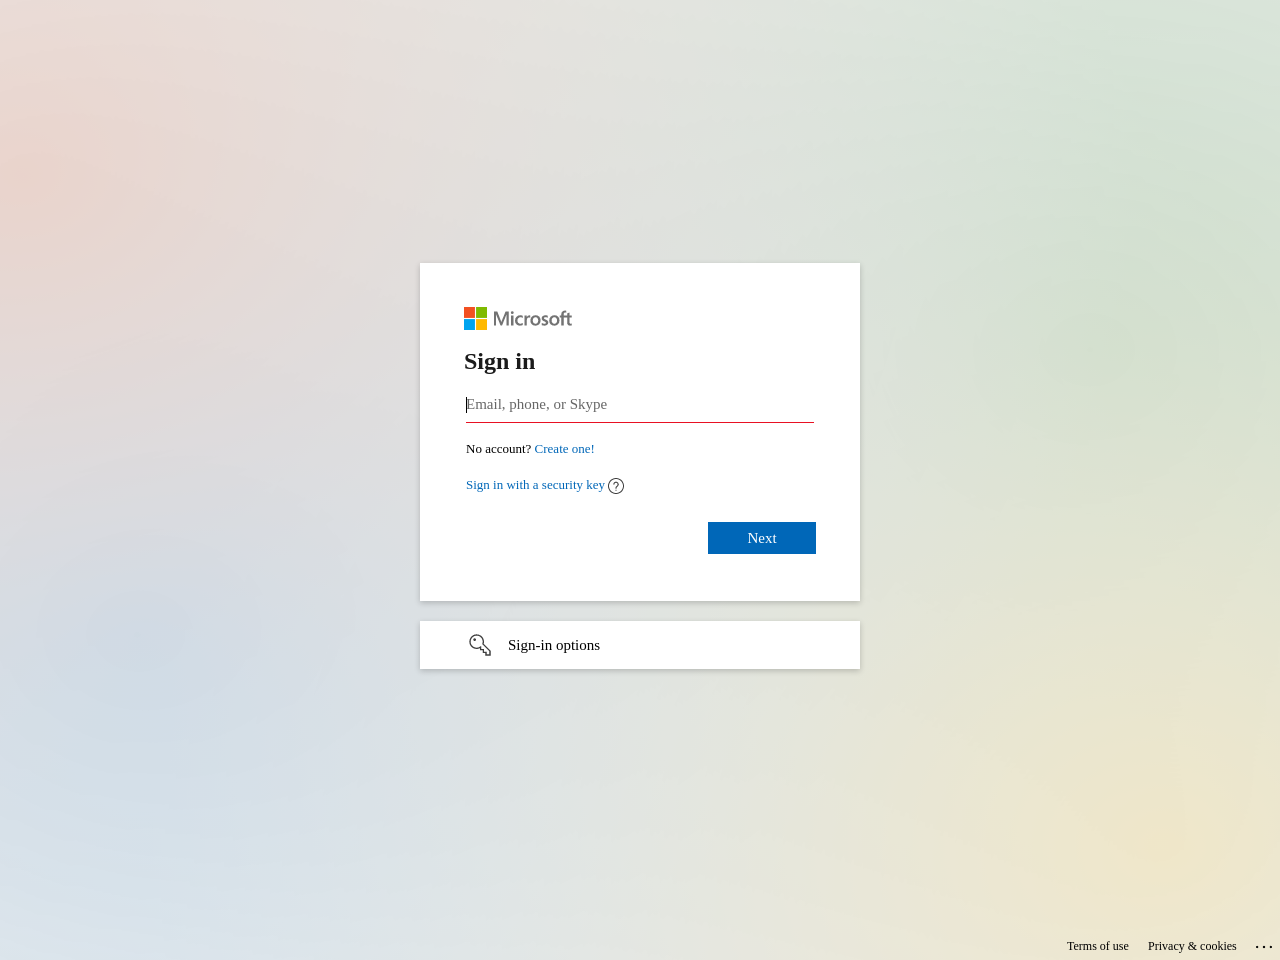 Microsoft
Sign in
Email, phone, or Skype
No account? Create one!
Sign in with a security key ?
Next
Sign-in options
Terms of use Privacy & cookies ...